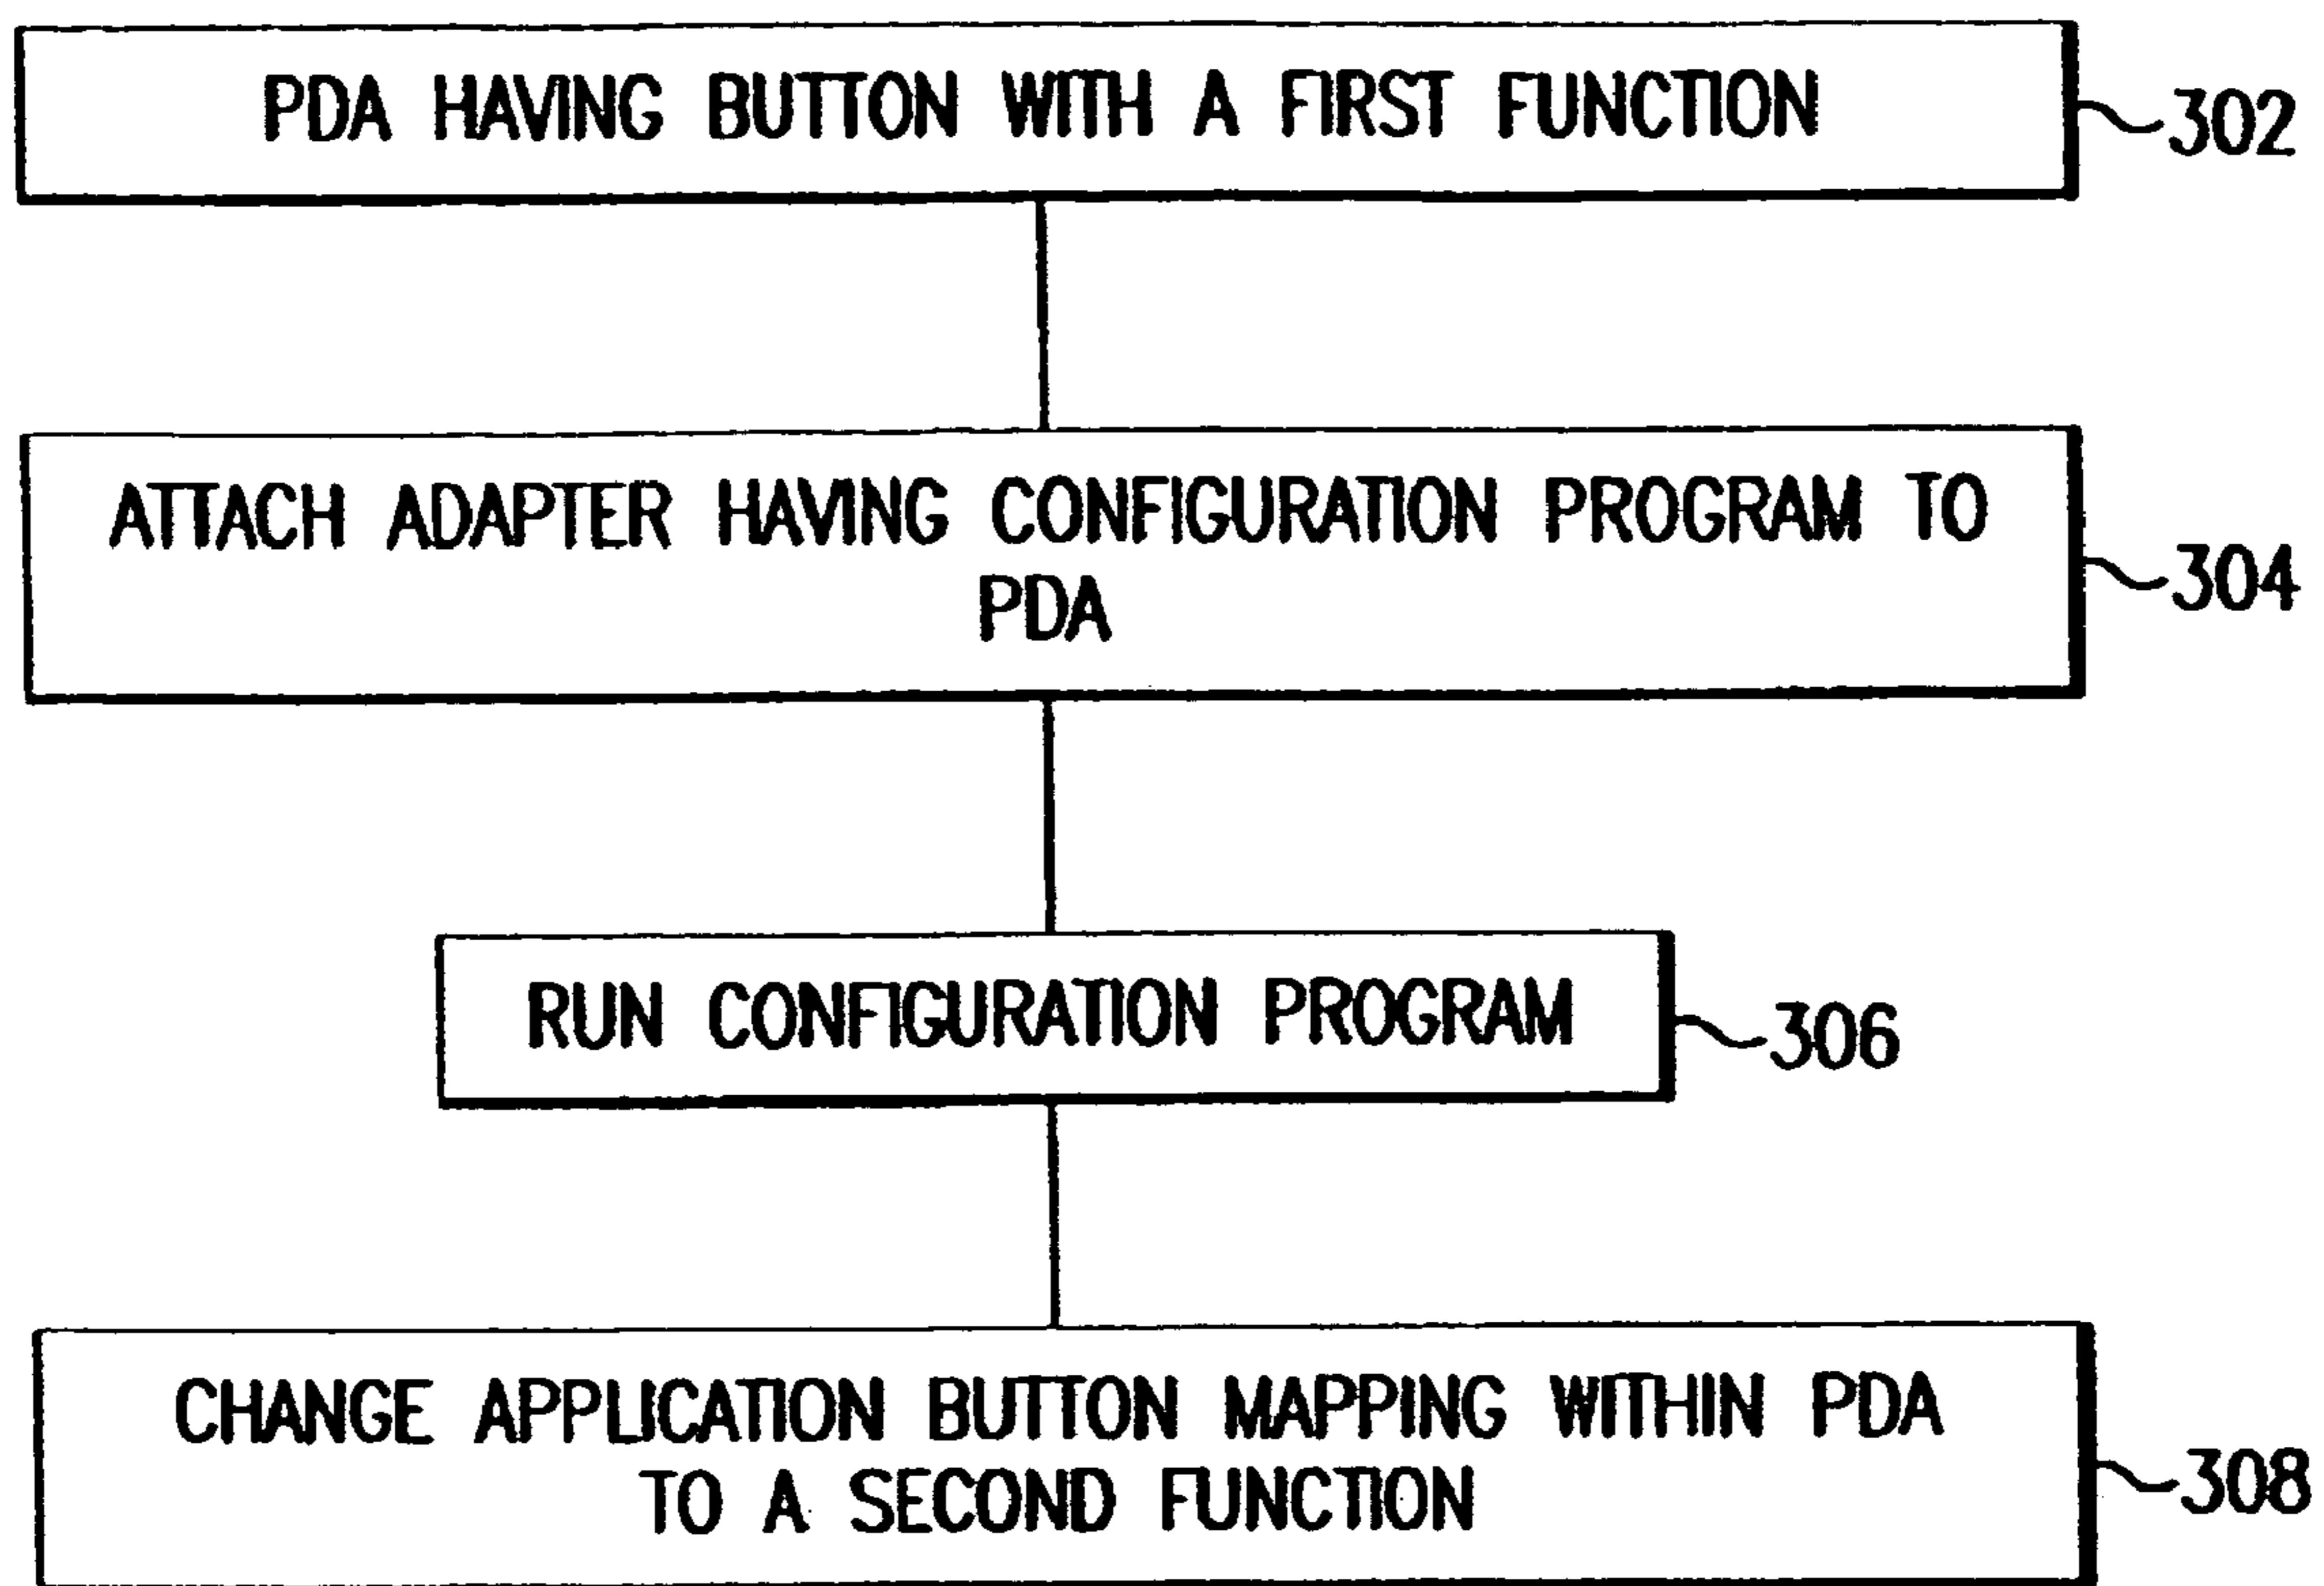 PDA HAVING BUTTON WITH A FIRST FUNCTION
302
ATTACH ADAPTER HAVING CONFIGURATION PROGRAM TO
PDA
304
RUN CONFIGURATION PROGRAM
306
CHANGE APPLICATION BUTTON MAPPING WITHIN PDA
TO A SECOND FUNCTION
308